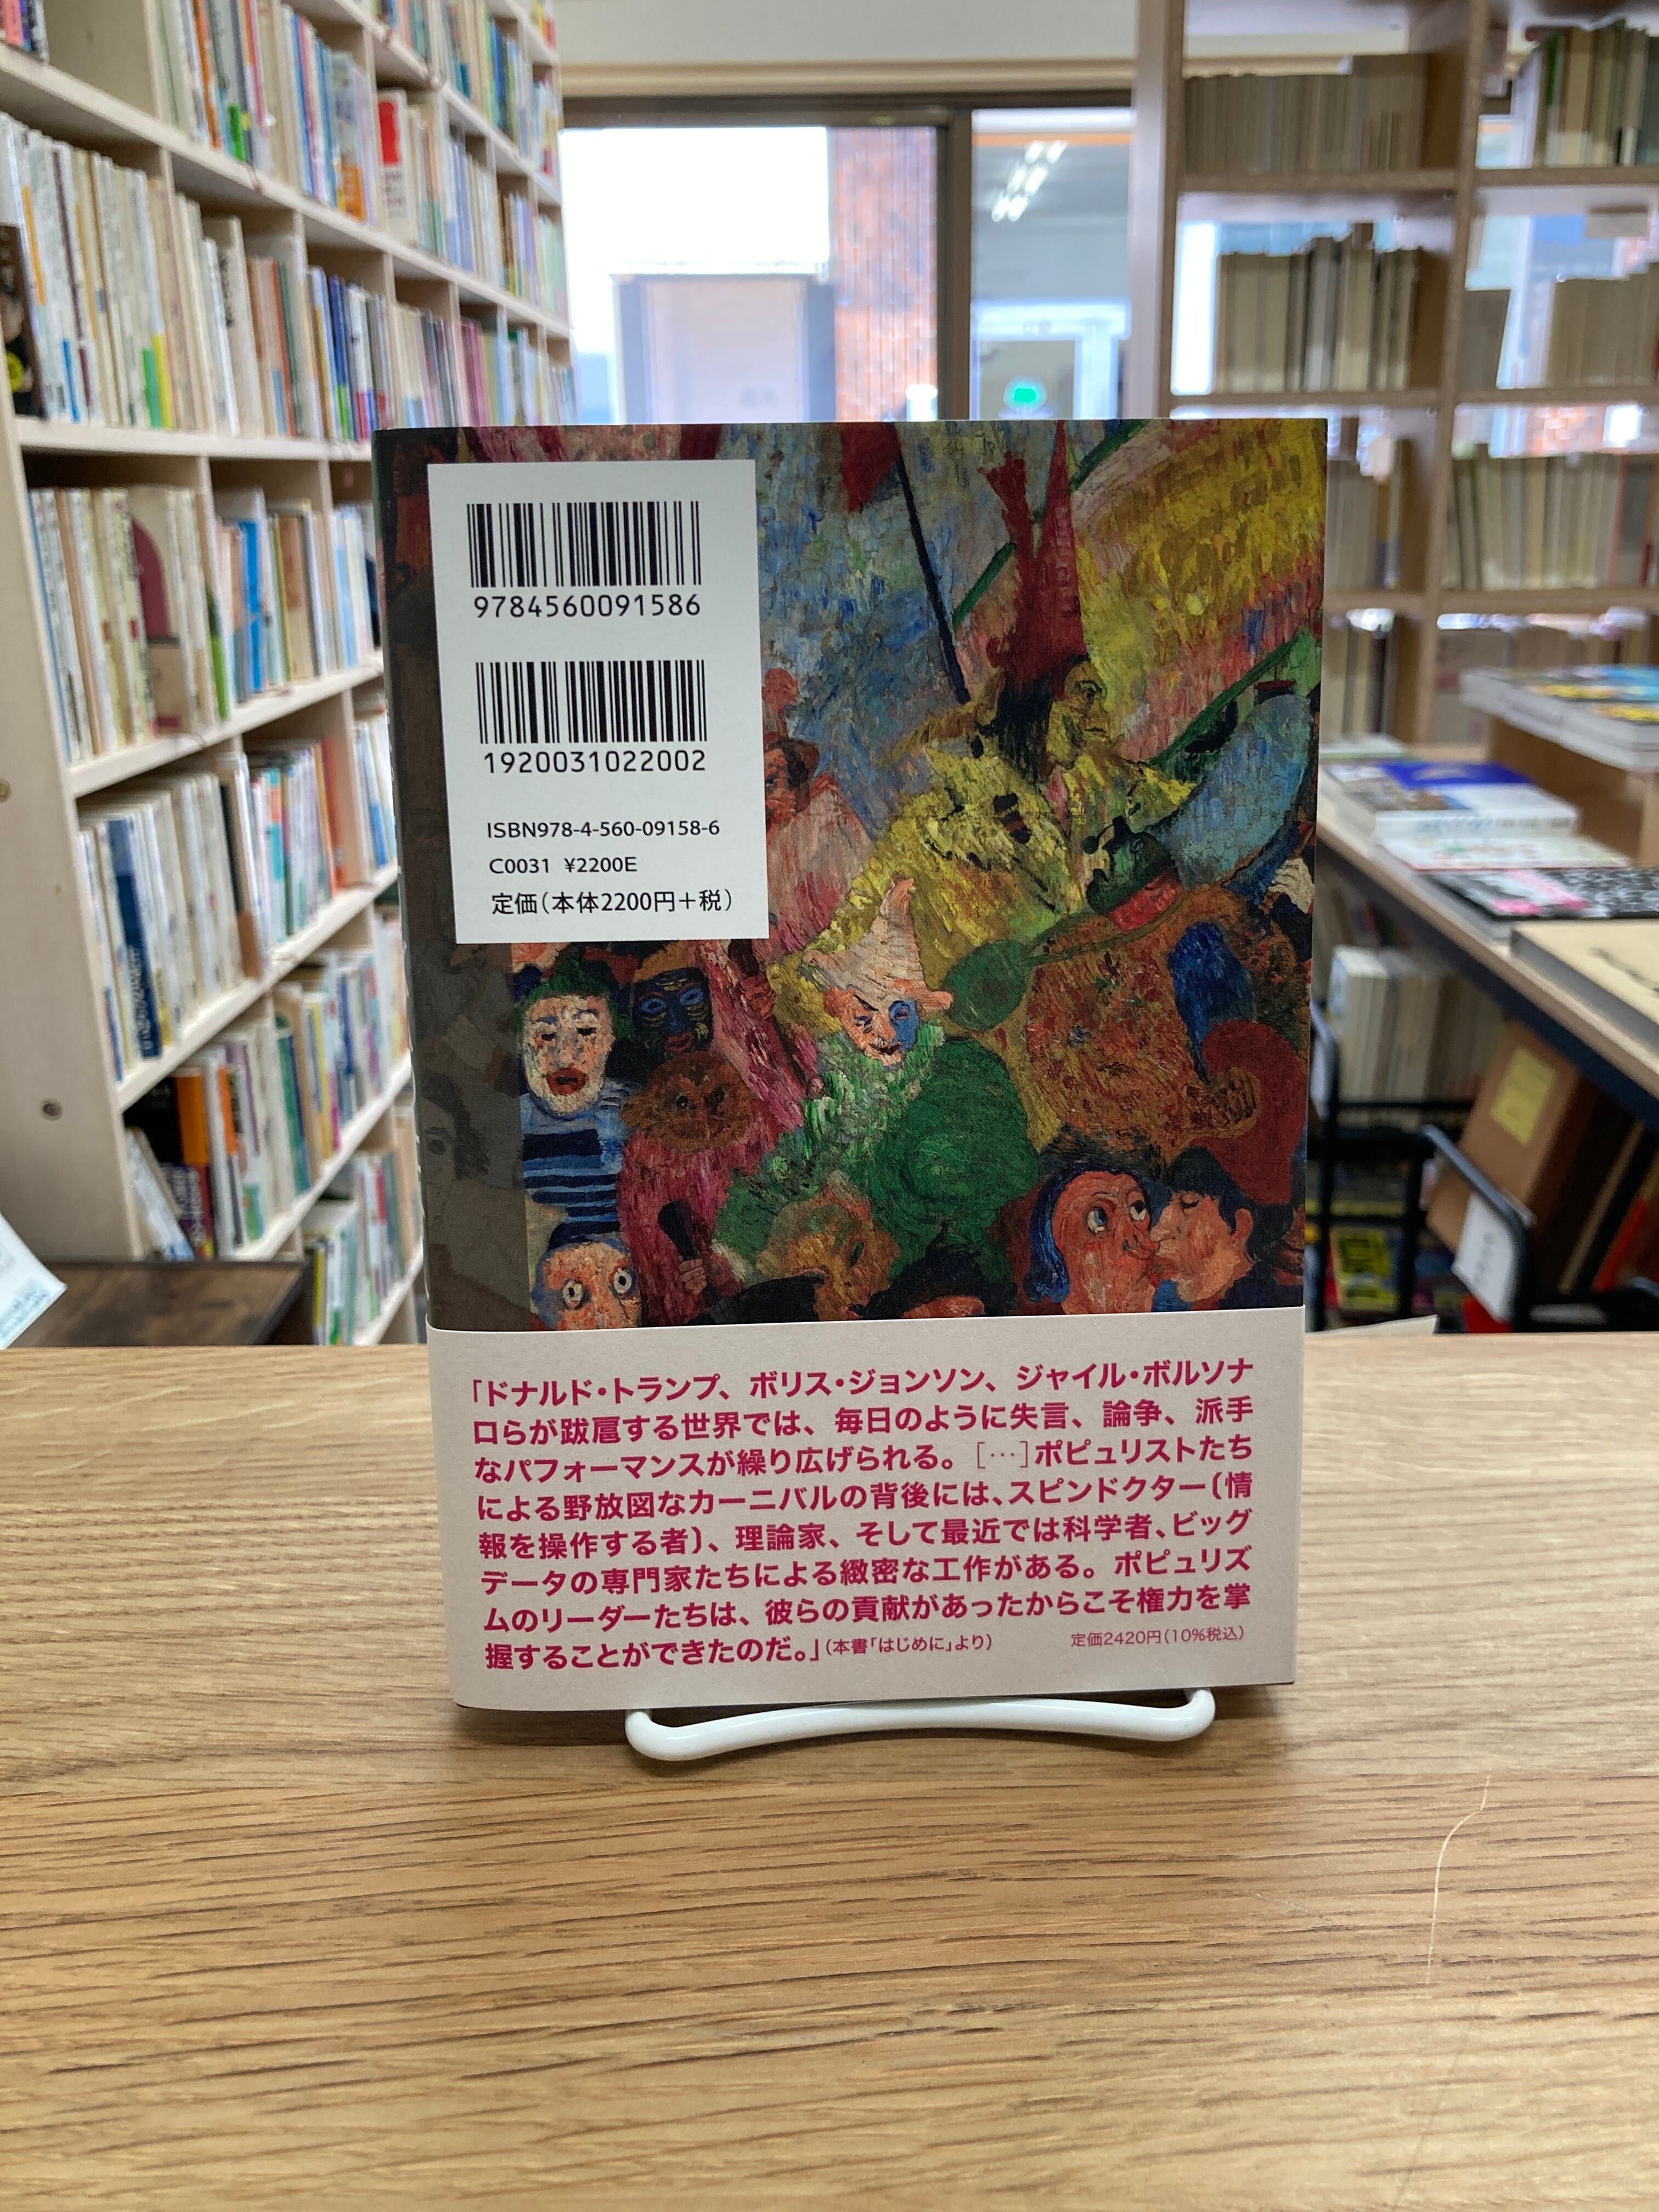 9784560091586
1920031022002
ISBN978-4-560-09158-6
C0031 ¥2200E
定価(本体2200円+税)
「ドナルド・トランプ、ボリス・ジョンソン、ジャイル・ボルソナ
ロらが跋扈する世界では、毎日のように失言、論争、派手
なパフォーマンスが繰り広げられる。[…]ポピュリストたち
による野放図なカーニバルの背後には、スピンドクター〔情
報を操作する者〕、理論家、そして最近では科学者、ビッグ
データの専門家たちによる緻密な工作がある。ポピュリズ
ムのリーダーたちは、彼らの貢献があったからこそ権力を掌
握することができたのだ。」(本書「はじめに」より)
定価2420円(10%税込)